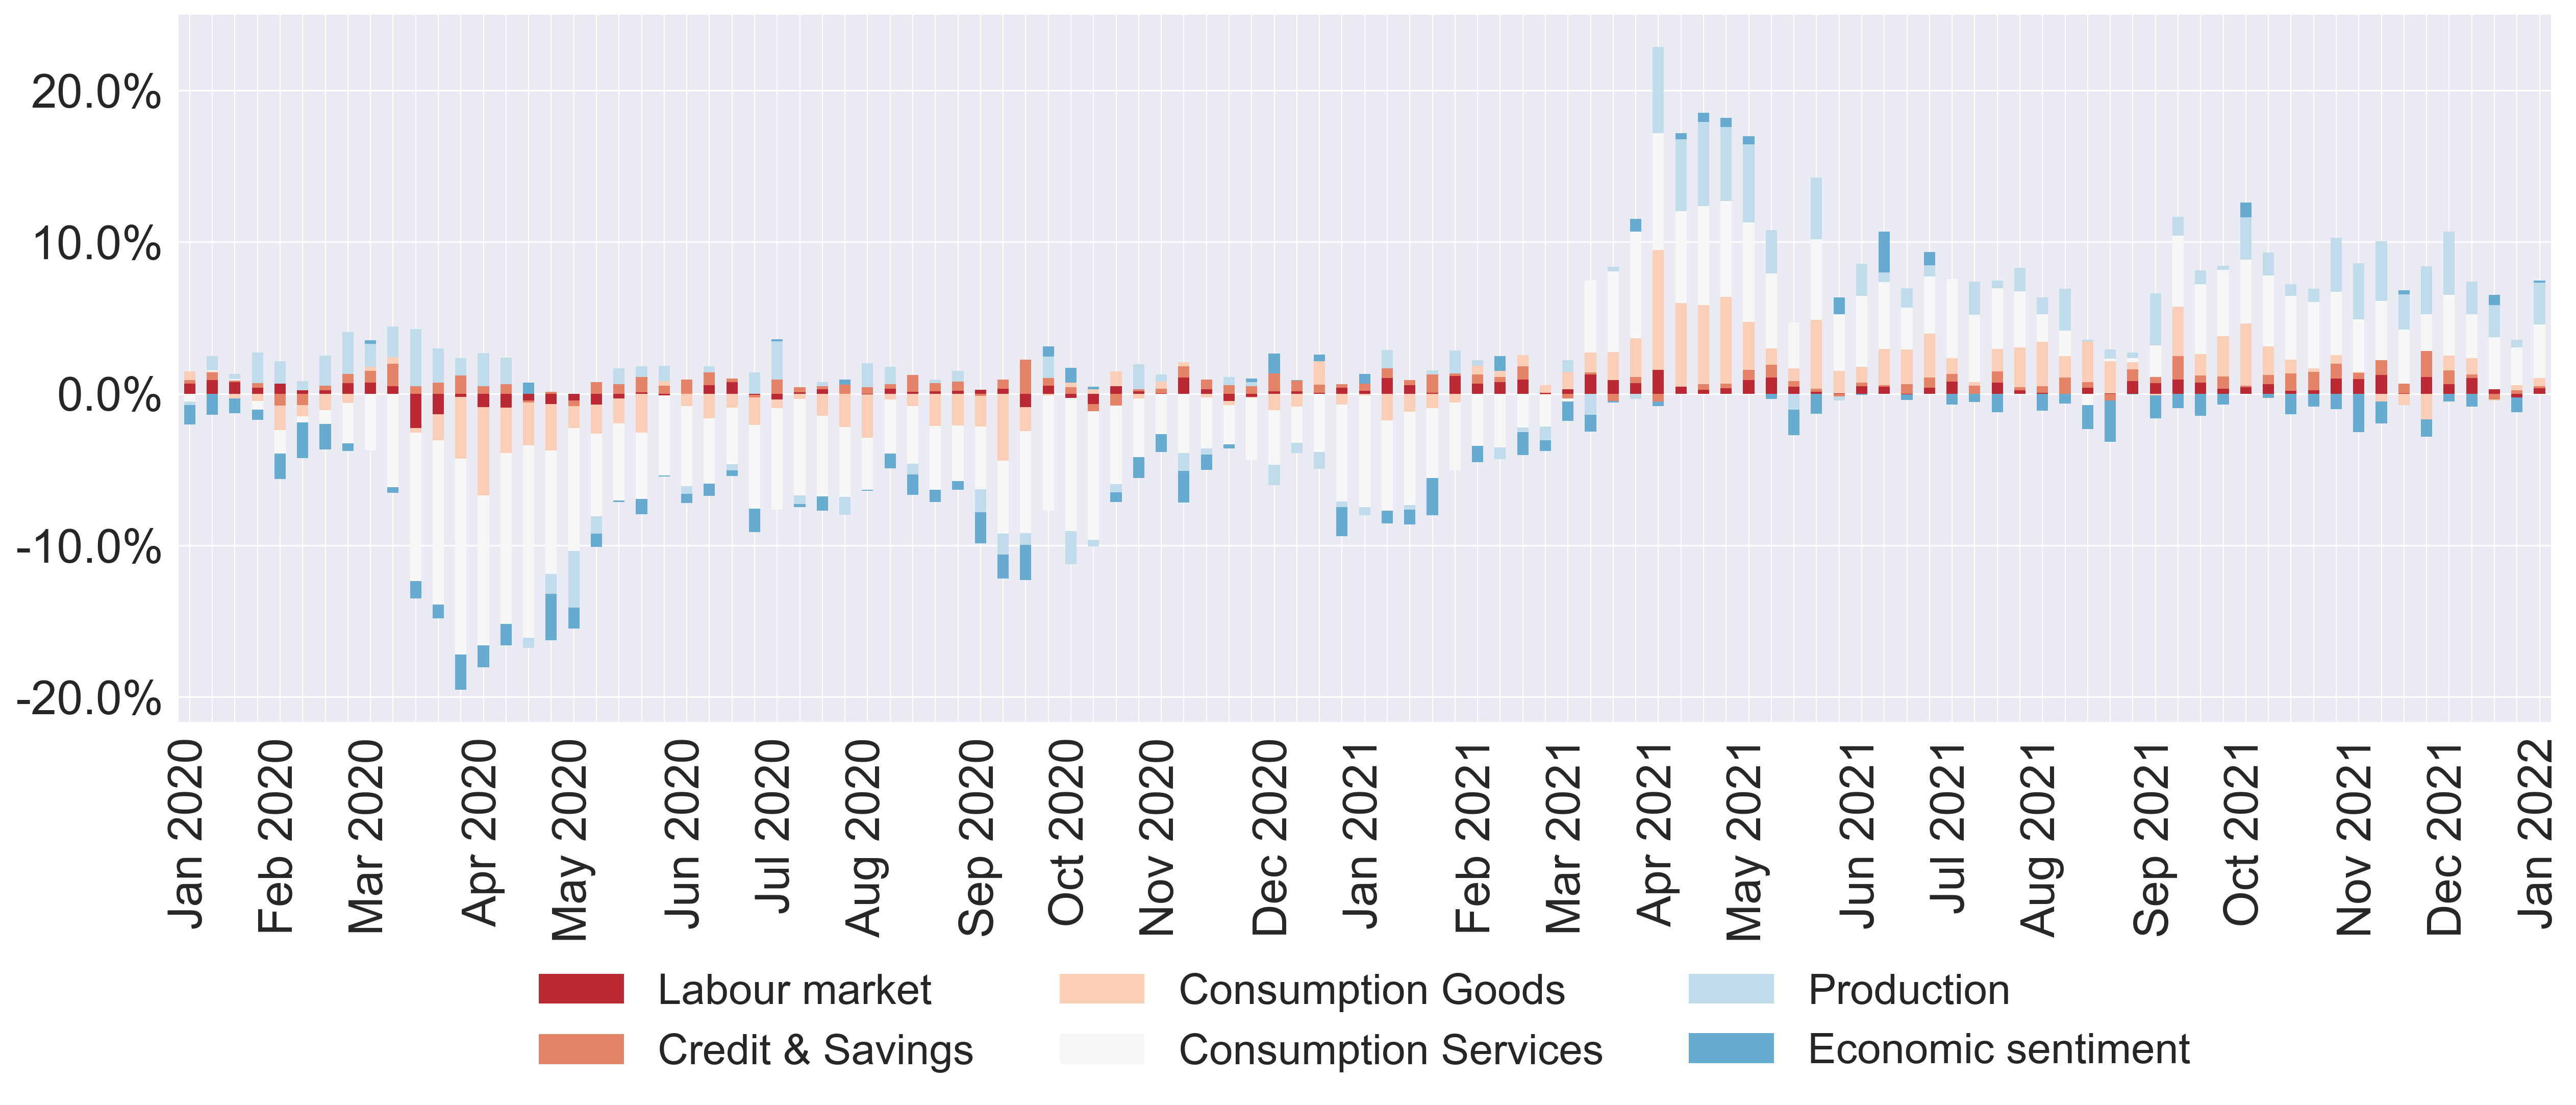 20.0%
10.0%
0.0%
-10.0%
-20.0%
Jan 2020
Feb 2020
Mar 2020
Apr 2020
May 2020
Jun 2020
Jul 2020
Aug 2020
Sep 2020
Oct 2020
Nov 2020
Dec 2020
Jan 2021
Feb 2021
Mar 2021
Apr 2021
May 2021
Jun 2021
Jul 2021
Aug 2021
Sep 2021
Oct 2021
Nov 2021
Dec 2021
Jan 2022
Labour market
Credit & Savings
Consumption Goods
Consumption Services
Production
Economic sentiment